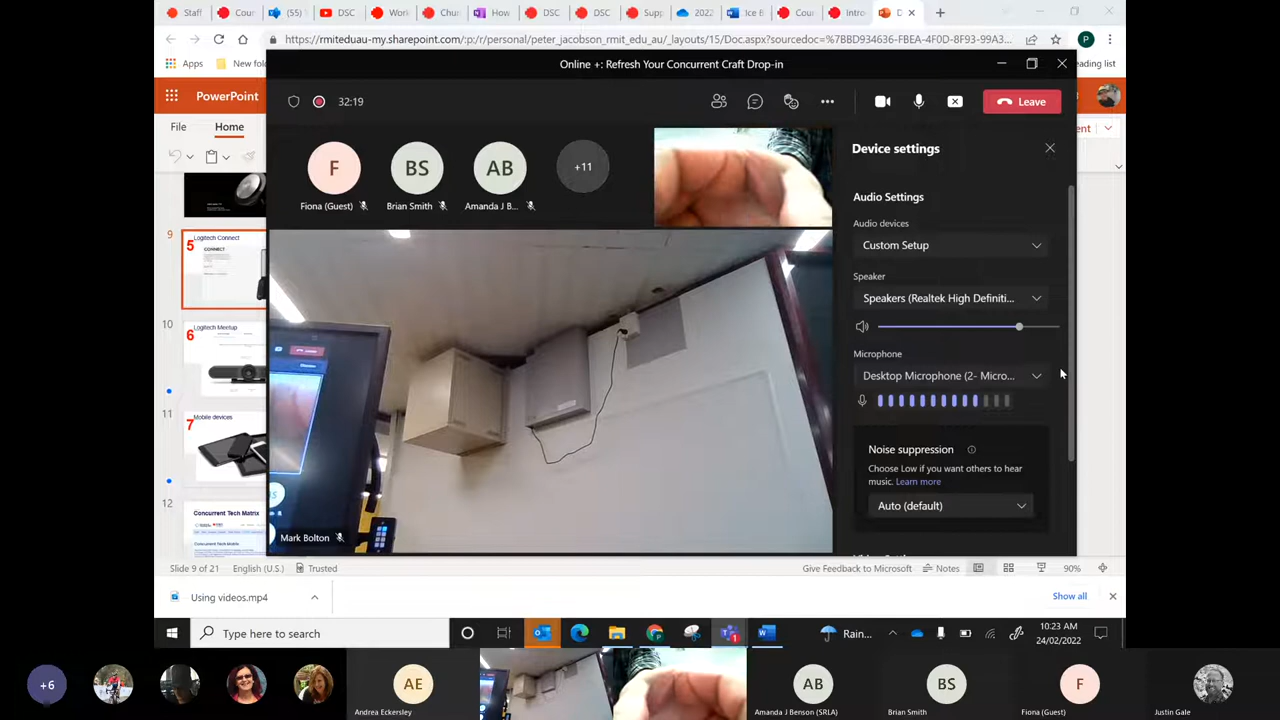 Staff
Cour
(55)
DSC
Work
Chur
How
DSC
DSC
Supp
2022
Ice B
Cour
Intro
D
https://rmiteduau-my.sharepoint.com/:p:/r/personal/peter_jacobson_rmit_edu_au/_layouts/15/Doc.aspx?sourcedoc=%7BBD934636-FBEA-4F0D-8F93-99A3...
P
Apps
New fo
eading list
Online +: Refresh Your Concurrent Craft Drop-in
PowerPoint
32:19
Leave
File
Home
ent
F
BS
AB
+11
Fiona (Guest)
Brian Smith
Amanda J B...
Device settings
Audio Settings
Audio devices
Custom Setup
Speaker
Speakers (Realtek High Definiti...
Microphone
Desktop Microphone (2- Micro...
Noise suppression
Choose Low if you want others to hear
music. Learn more
Auto (default)
9
5
Logitech Connect
CONNECT
10
6
Logitech Meetup
11
7
Mobile devices
12
Concurrent Tech Matrix
Mark Bolton
Slide 9 of 21
English (U.S.)
Trusted
Give Feedback to Microsoft
Notes
90%
Using videos.mp4
Show all
Type here to search
Rain...
10:23 AM
24/02/2022
+6
AE
Andrea Eckersley
AB
Amanda J Benson (SRLA)
BS
Brian Smith
F
Fiona (Guest)
Justin Gale